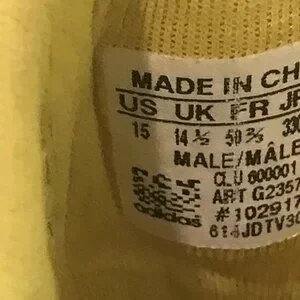 MADE IN CH
US UK FR JP
15 14 ½ 50 ⅔ 330
MALE/MÂLE
CLU 600001
ART G2357
#102917
adidas
614JDTV3